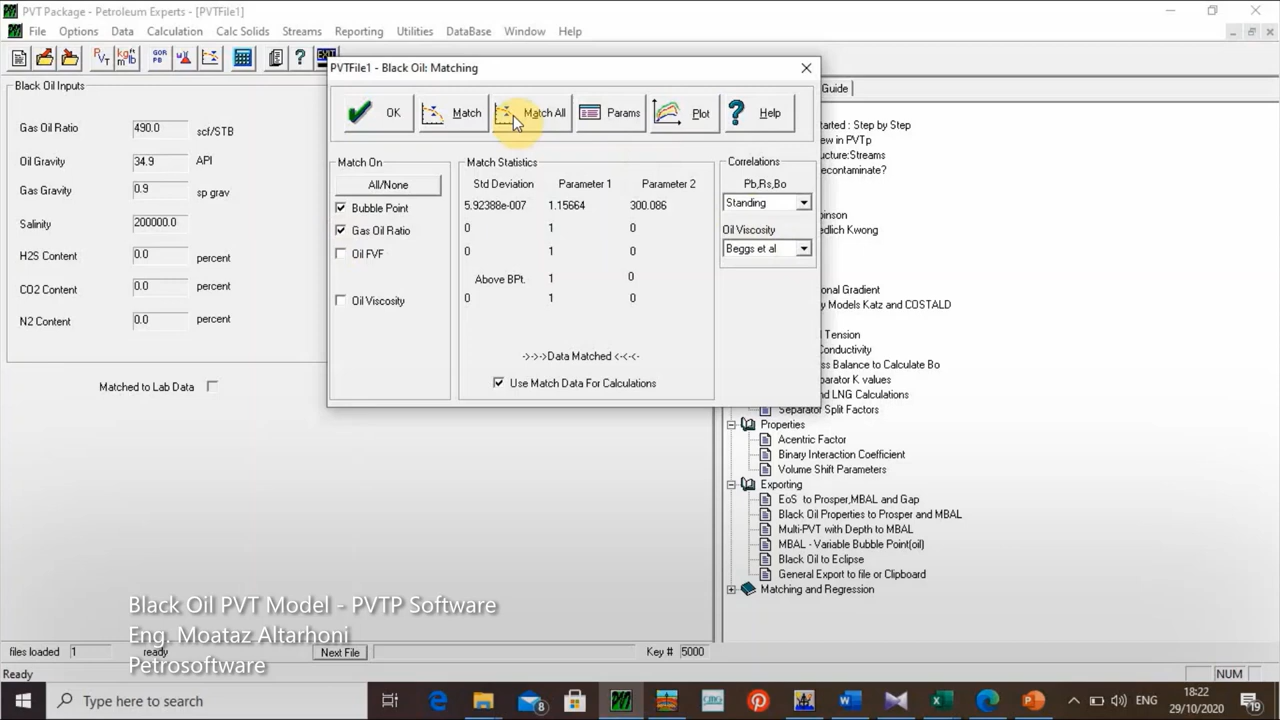 PVT Package - Petroleum Experts - [PVTFile1]
File Options Data Calculation Calc Solids Streams Reporting Utilities DataBase Window Help
PVTFile1 - Black Oil: Matching
OK Match Match All Params Plot Help
Match On
All/None
Bubble Point
Gas Oil Ratio
Oil FVF
Oil Viscosity
Match Statistics
Std Deviation Parameter 1 Parameter 2
5.92388e-007 1.15664 300.086
0 1 0
0 1 0
Above BPt. 1 0
0 1 0
->->->Data Matched <-<-<-
Use Match Data For Calculations
Correlations
Pb,Rs,Bo
Standing
Oil Viscosity
Beggs et al
Black Oil Inputs
Gas Oil Ratio 490.0 scf/STB
Oil Gravity 34.9 API
Gas Gravity 0.9 sp grav
Salinity 200000.0
H2S Content 0.0 percent
CO2 Content 0.0 percent
N2 Content 0.0 percent
Matched to Lab Data
Guide
tarted : Step by Step
ew in PVTp
ucture:Streams
econtaminate?
binson
edlich Kwong
onal Gradient
y Models Katz and COSTALD
l Tension
Conductivity
ss Balance to Calculate Bo
parator K values
nd LNG Calculations
Separator Split Factors
Properties
Acentric Factor
Binary Interaction Coefficient
Volume Shift Parameters
Exporting
EoS to Prosper,MBAL and Gap
Black Oil Properties to Prosper and MBAL
Multi-PVT with Depth to MBAL
MBAL - Variable Bubble Point(oil)
Black Oil to Eclipse
General Export to file or Clipboard
Matching and Regression
Black Oil PVT Model - PVTP Software
Eng. Moataz Altarhoni
Petrosoftware
files loaded 1 ready Next File Key # 5000
Ready NUM
Type here to search
ENG
18:22
29/10/2020